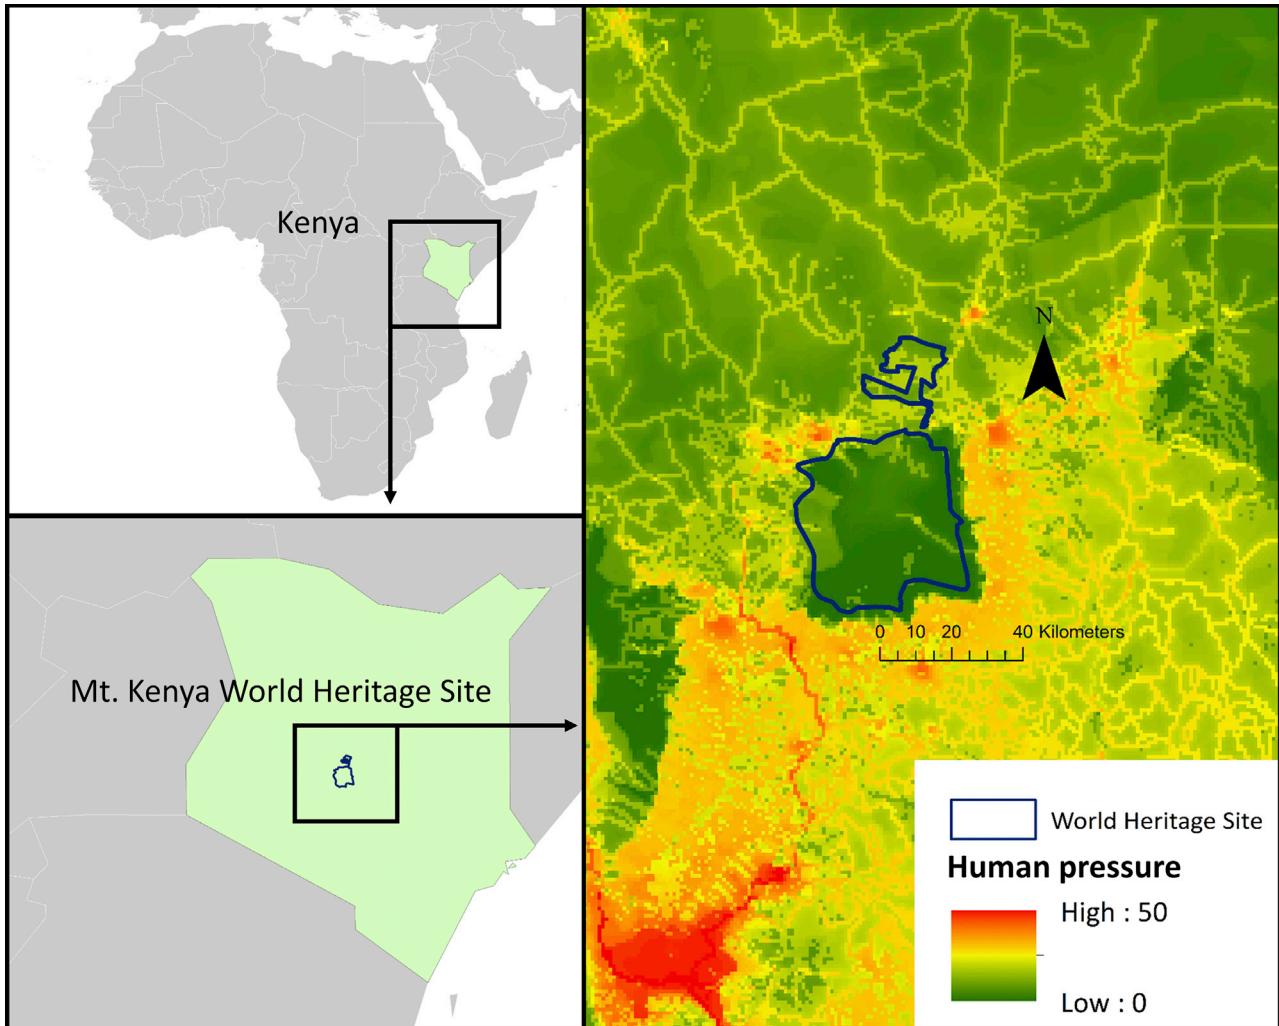 Kenya
Mt. Kenya World Heritage Site
N
0 10 20 40 Kilometers
World Heritage Site
Human pressure
High : 50
Low : 0